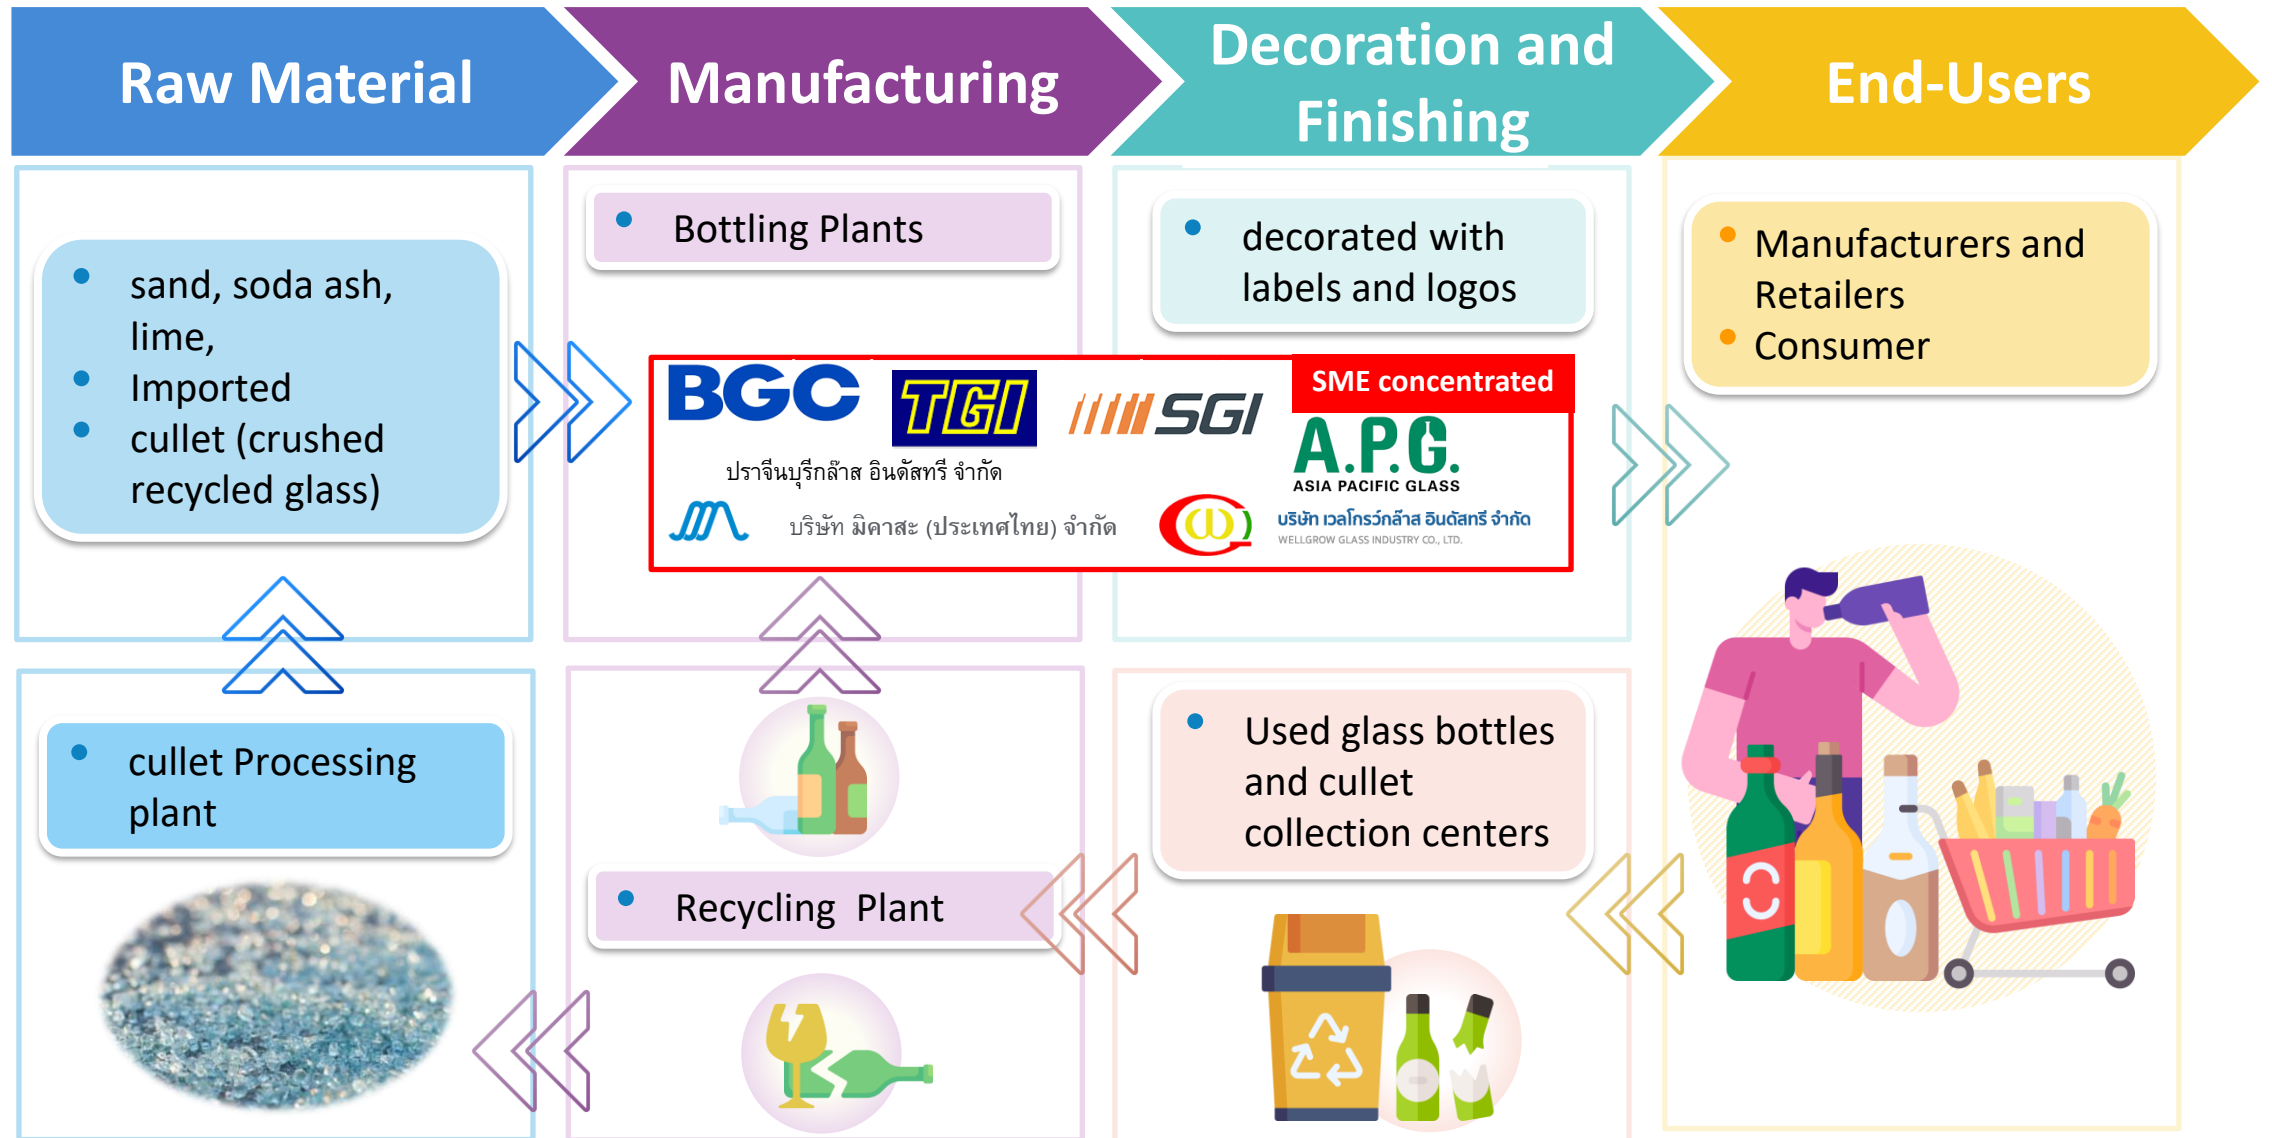 Raw Material
Manufacturing
Decoration and
Finishing
End-Users
• sand, soda ash,
lime,
• Imported
• cullet (crushed
recycled glass)
• Bottling Plants
• decorated with
labels and logos
• Manufacturers and
Retailers
• Consumer
SME concentrated
BGC
TGI
SGI
A.P.G.
ASIA PACIFIC GLASS
ปราจีนบุรีกล๊าส อินดัสทรี จำกัด
บริษัท มิคาสะ (ประเทศไทย) จำกัด
บริษัท เวลโกรว์กล๊าส อินดัสทรี จำกัด
WELLGROW GLASS INDUSTRY CO., LTD.
• cullet Processing
plant
• Recycling Plant
• Used glass bottles
and cullet
collection centers